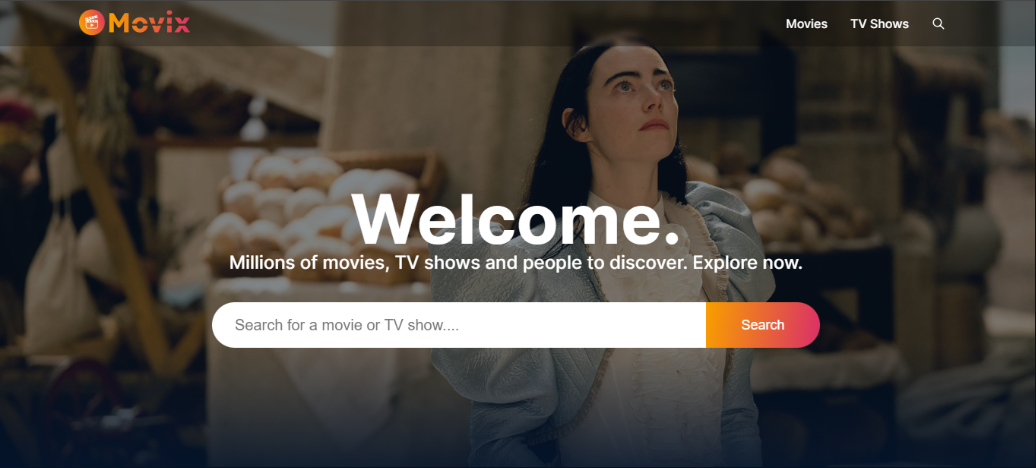 Movix
Movies TV Shows
Welcome.
Millions of movies, TV shows and people to discover. Explore now.
Search for a movie or TV show.... Search